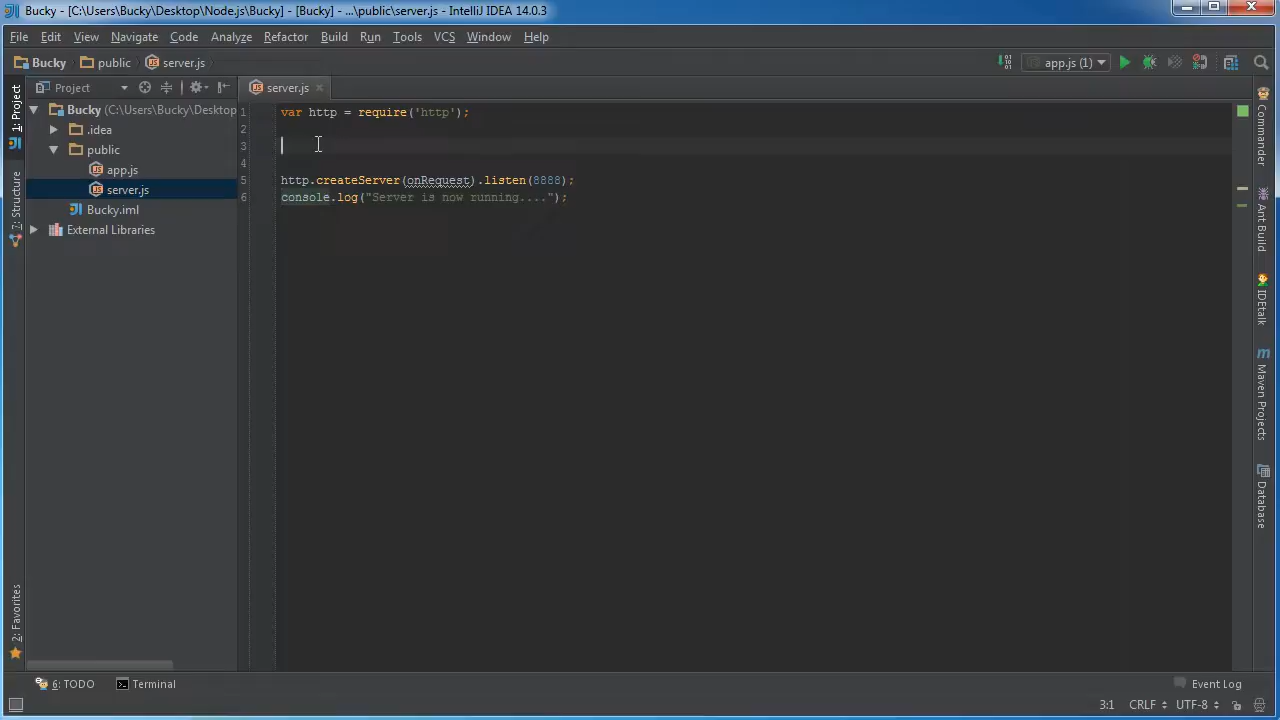 Bucky - [C:\Users\Bucky\Desktop\Node.js\Bucky] - [Bucky] - ...\public\server.js - IntelliJ IDEA 14.0.3
File Edit View Navigate Code Analyze Refactor Build Run Tools VCS Window Help
Bucky public server.js app.js (1)
Project server.js
1: Project
7: Structure
2: Favorites
Bucky (C:\Users\Bucky\Desktop
.idea
public
app.js
server.js
Bucky.iml
External Libraries
1 var http = require('http');
2
3
4
5 http.createServer(onRequest).listen(8888);
6 console.log("Server is now running....");
Commander
Ant Build
IDEtalk
m Maven Projects
Database
6: TODO Terminal Event Log
3:1 CRLF UTF-8